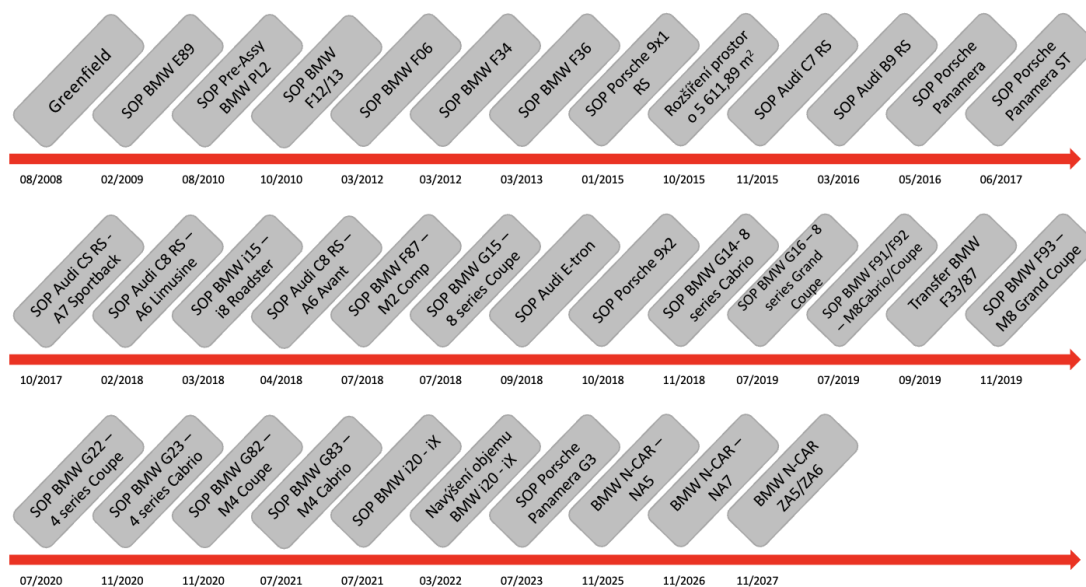 Greenfield
SOP BMW E89
SOP Pre-Assy
BMW PL2
SOP BMW
F12/13
SOP BMW F06
SOP BMW F34
SOP BMW F36
SOP Porsche 9x1
RS
Rozšíření prostor
o 5 611,89 m²
SOP Audi C7 RS
SOP Audi B9 RS
SOP Porsche
Panamera
SOP Porsche
Panamera ST
08/2008
02/2009
08/2010
10/2010
03/2012
03/2012
03/2013
01/2015
10/2015
11/2015
03/2016
05/2016
06/2017
SOP Audi CS RS -
A7 Sportback
SOP Audi C8 RS –
A6 Limusine
SOP BMW i15 –
i8 Roadster
SOP Audi C8 RS –
A6 Avant
SOP BMW F87 –
M2 Comp
SOP BMW G15 –
8 series Coupe
SOP Audi E-tron
SOP Porsche 9x2
SOP BMW G14- 8
series Cabrio
SOP BMW G16 – 8
series Grand
Coupe
SOP BMW F91/F92
– M8Cabrio/Coupe
Transfer BMW
F33/87
SOP BMW F93 –
M8 Grand Coupe
10/2017
02/2018
03/2018
04/2018
07/2018
07/2018
09/2018
10/2018
11/2018
07/2019
07/2019
09/2019
11/2019
SOP BMW G22 –
4 series Coupe
SOP BMW G23 –
4 series Cabrio
SOP BMW G82 –
M4 Coupe
SOP BMW G83 –
M4 Cabrio
SOP BMW i20 - iX
Navýšení objemu
BMW i20 - iX
SOP Porsche
Panamera G3
BMW N-CAR –
NA5
BMW N-CAR –
NA7
BMW N-CAR
ZA5/ZA6
07/2020
11/2020
11/2020
07/2021
07/2021
03/2022
07/2023
11/2025
11/2026
11/2027